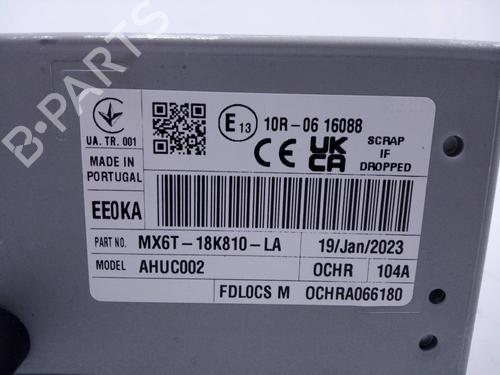 B-PARTS
UA. TR. 001
E13 10R-06 16088
CE UK CA
SCRAP IF DROPPED
MADE IN PORTUGAL
EE0KA
PART NO. MX6T-18K810-LA 19/Jan/2023
MODEL AHUC002 OCHR 104A
FDLOCS M OCHRA066180